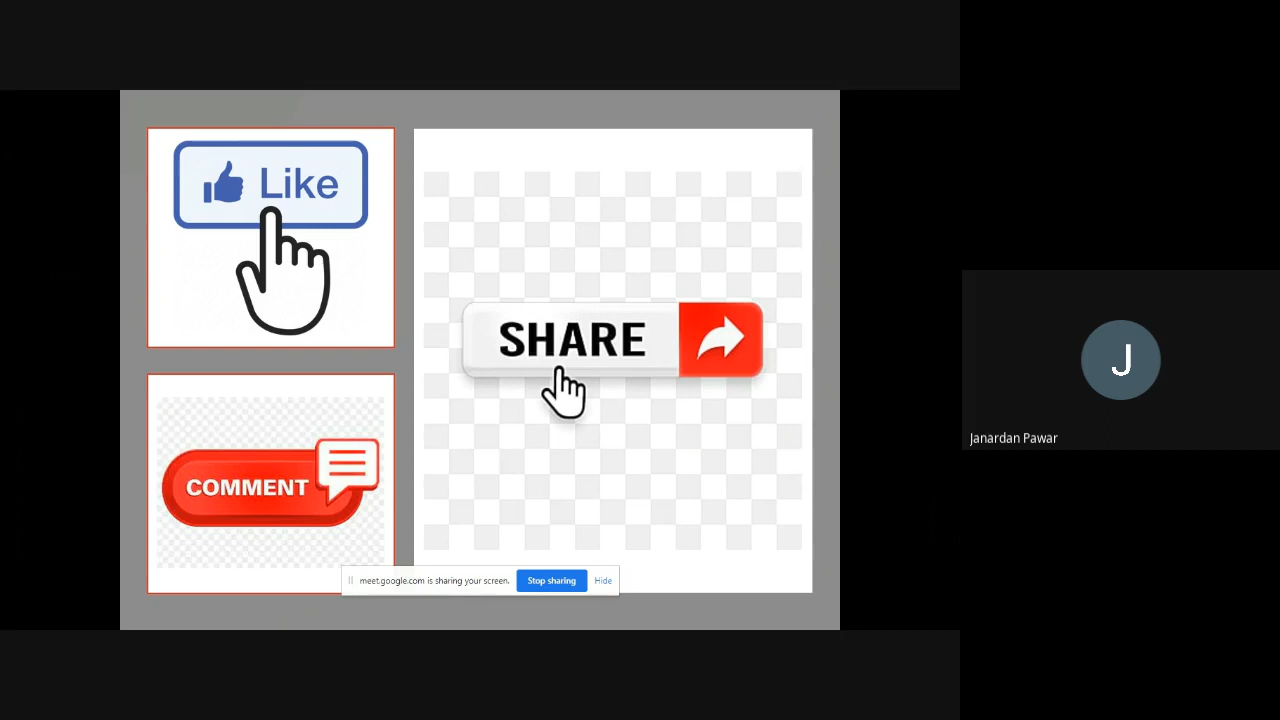 Like
SHARE
COMMENT
meet.google.com is sharing your screen.
Stop sharing
Hide
J
Janardan Pawar